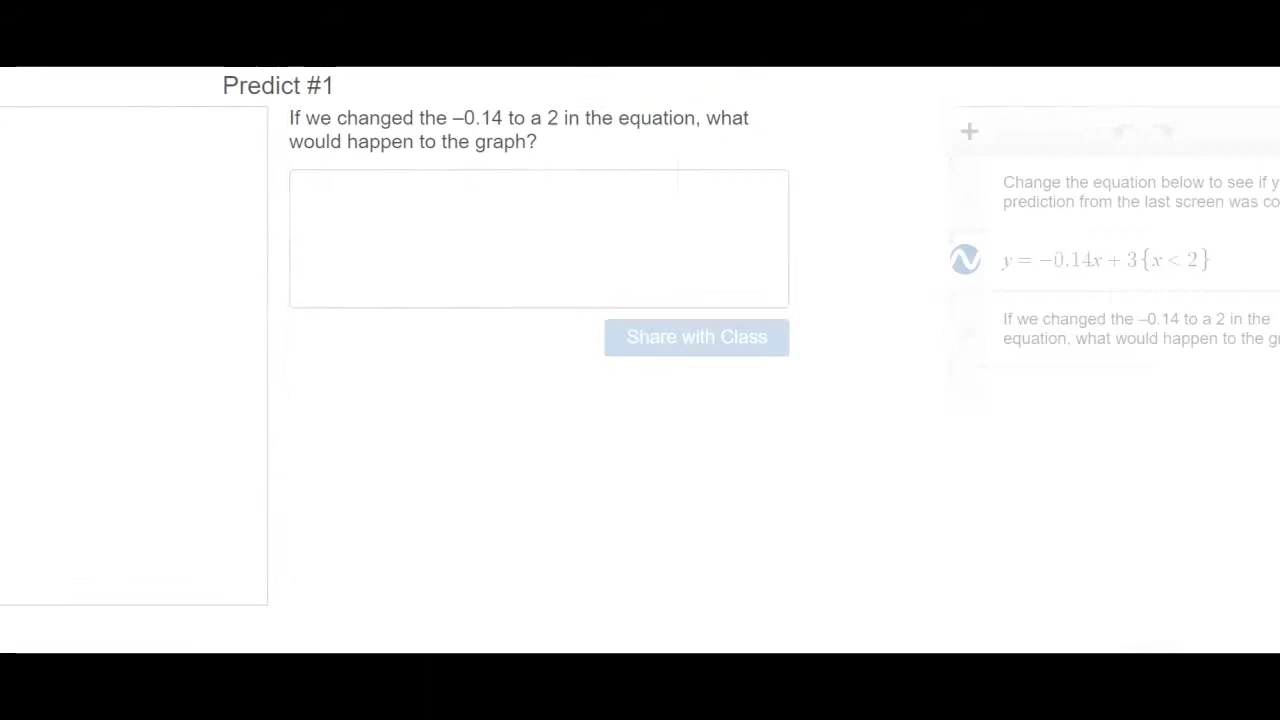 Predict #1
If we changed the –0.14 to a 2 in the equation, what
would happen to the graph?
Share with Class
+
Change the equation below to see if y
prediction from the last screen was co
y = −0.14x + 3{x < 2}
If we changed the –0.14 to a 2 in the
equation, what would happen to the gr